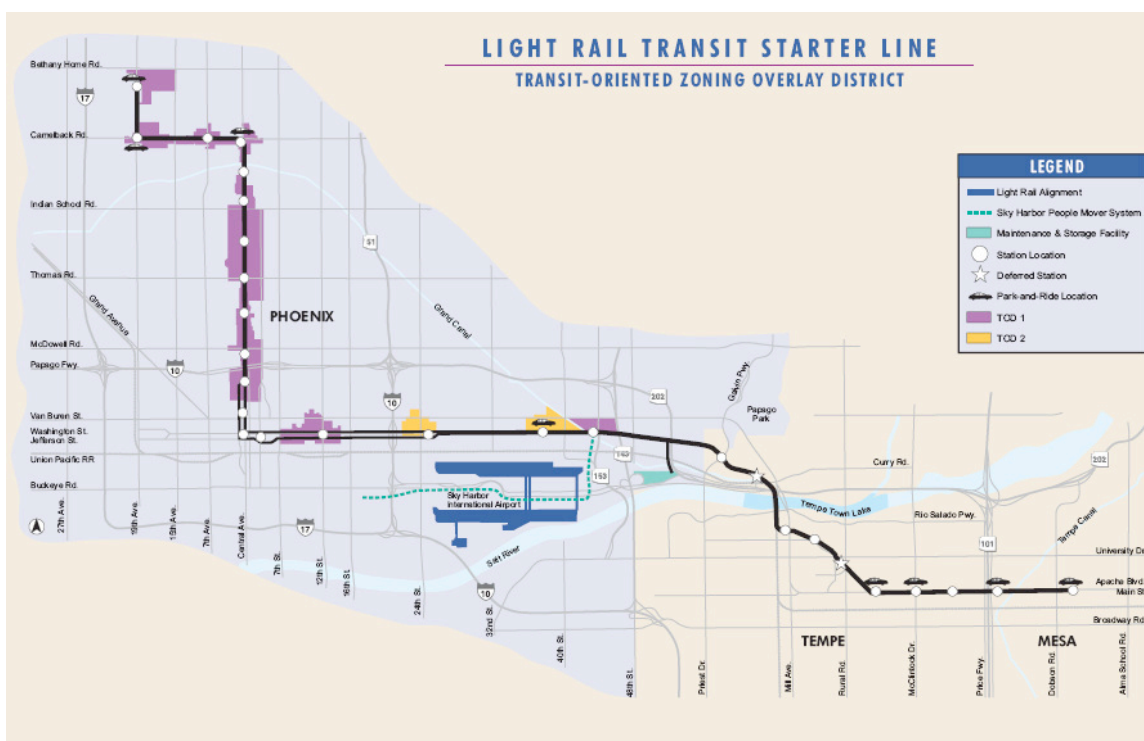 LIGHT RAIL TRANSIT STARTER LINE
TRANSIT-ORIENTED ZONING OVERLAY DISTRICT
LEGEND
Light Rail Alignment
Sky Harbor People Mover System
Maintenance & Storage Facility
Station Location
Deferred Station
Park-and-Ride Location
TOD 1
TOD 2
Bethany Home Rd.
17
Camelback Rd.
Indian School Rd.
51
Thomas Rd.
Grand Avenue
Grand Canal
PHOENIX
McDowell Rd.
Papago Fwy.
10
10
202
Galvin Pwy.
Papago
Park
Van Buren St.
Washington St.
Jefferson St.
Union Pacific RR
Buckeye Rd.
143
153
Curry Rd.
202
Sky Harbor
International Airport
Tempe Town Lake
Rio Salado Pwy.
Tempe Canal
17
Salt River
10
101
University Dr.
Apache Blvd.
Main St.
Broadway Rd.
TEMPE
MESA
27th Ave.
19th Ave.
15th Ave.
7th Ave.
Central Ave.
7th St.
12th St.
16th St.
24th St.
32nd St.
40th St.
48th St.
Priest Dr.
Mill Ave.
Rural Rd.
McClintock Dr.
Price Fwy.
Dobson Rd.
Alma School Rd.